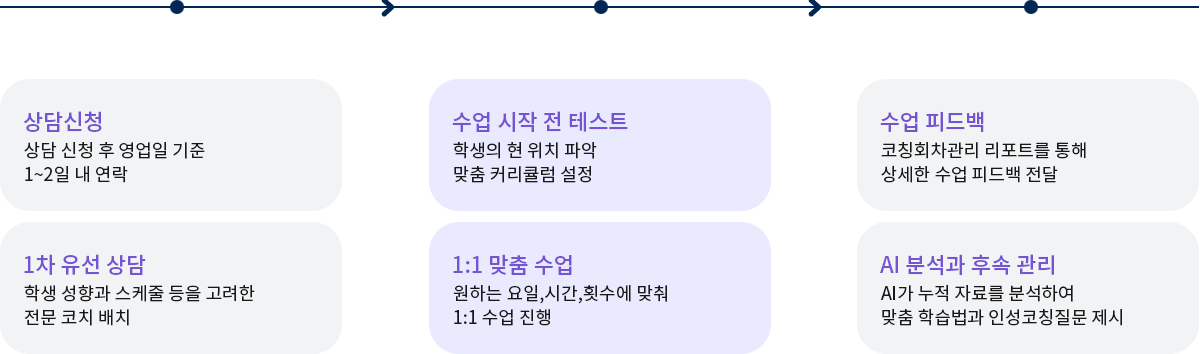 상담신청
상담 신청 후 영업일 기준
1~2일 내 연락
1차 유선 상담
학생 성향과 스케줄 등을 고려한
전문 코치 배치
수업 시작 전 테스트
학생의 현 위치 파악
맞춤 커리큘럼 설정
1:1 맞춤 수업
원하는 요일,시간,횟수에 맞춰
1:1 수업 진행
수업 피드백
코칭회차관리 리포트를 통해
상세한 수업 피드백 전달
AI 분석과 후속 관리
AI가 누적 자료를 분석하여
맞춤 학습법과 인성코칭질문 제시